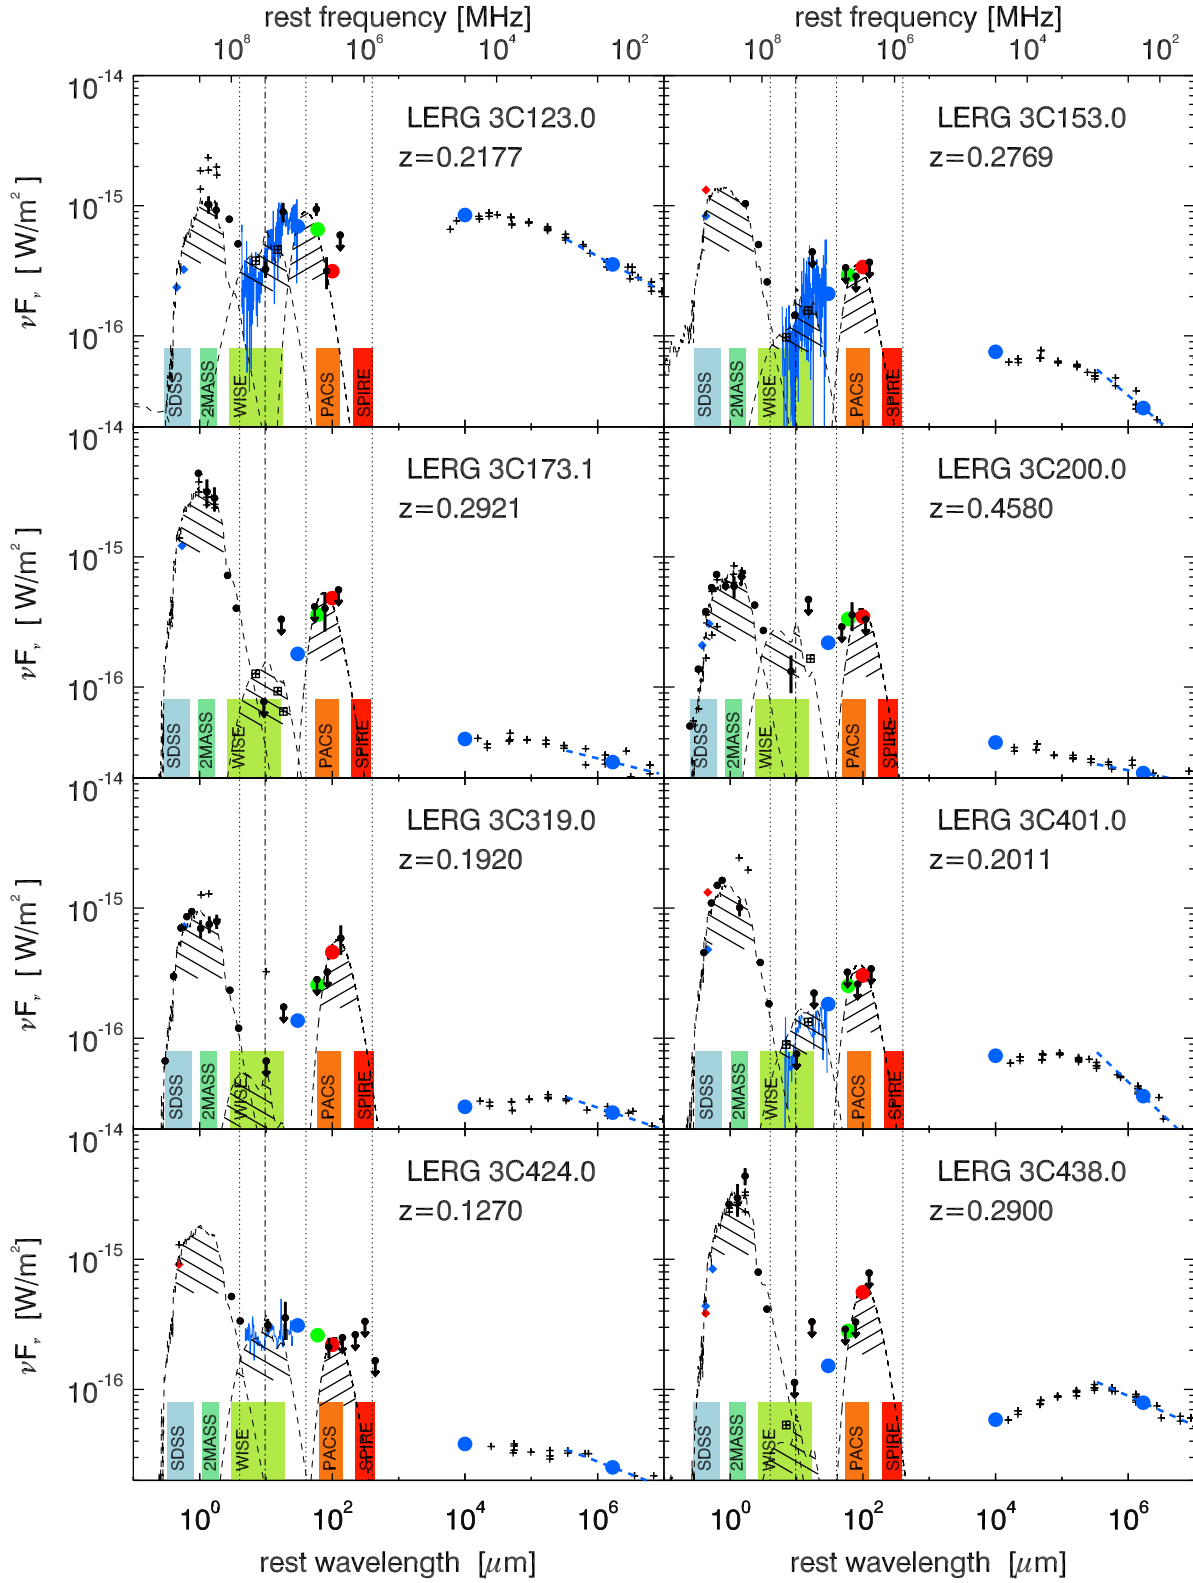 rest frequency [MHz]
rest frequency [MHz]
10^8 10^6 10^4 10^2
10^8 10^6 10^4 10^2
10^-14
10^-15
10^-16
νF_ν [W/m^2]
LERG 3C123.0
z=0.2177
SDSS 2MASS WISE PACS SPIRE
LERG 3C153.0
z=0.2769
SDSS 2MASS WISE PACS SPIRE
10^-14
10^-15
10^-16
νF_ν [W/m^2]
LERG 3C173.1
z=0.2921
SDSS 2MASS WISE PACS SPIRE
LERG 3C200.0
z=0.4580
SDSS 2MASS WISE PACS SPIRE
10^-14
10^-15
10^-16
νF_ν [W/m^2]
LERG 3C319.0
z=0.1920
SDSS 2MASS WISE PACS SPIRE
LERG 3C401.0
z=0.2011
SDSS 2MASS WISE PACS SPIRE
10^-14
10^-15
10^-16
νF_ν [W/m^2]
LERG 3C424.0
z=0.1270
SDSS 2MASS WISE PACS SPIRE
LERG 3C438.0
z=0.2900
SDSS 2MASS WISE PACS SPIRE
10^0 10^2 10^4 10^6
10^0 10^2 10^4 10^6
rest wavelength [μm]
rest wavelength [μm]